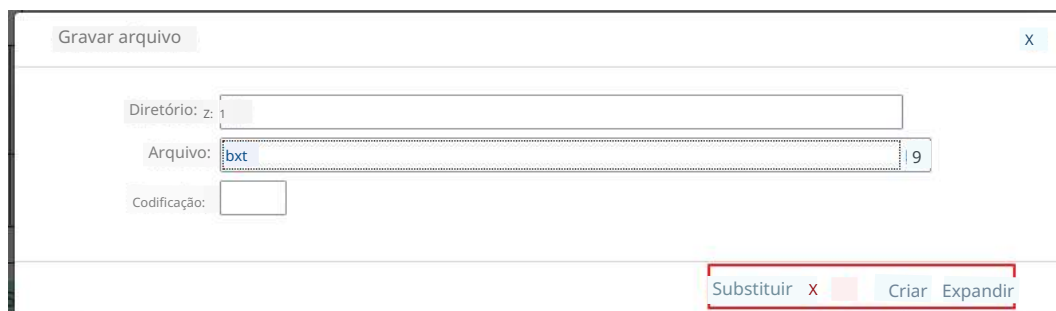 Gravar arquivo X
Diretório: Z: 1
Arquivo: bxt 9
Codificação:
Substituir X Criar Expandir